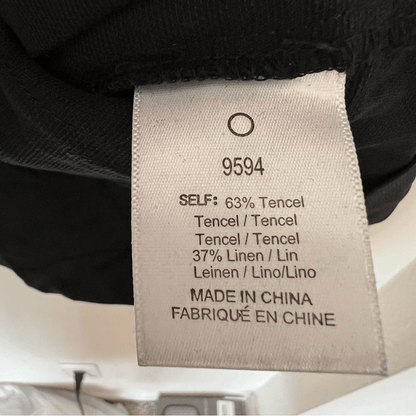 O
9594
SELF: 63% Tencel
Tencel / Tencel
Tencel / Tencel
37% Linen / Lin
Leinen / Lino/Lino
MADE IN CHINA
FABRIQUÉ EN CHINE